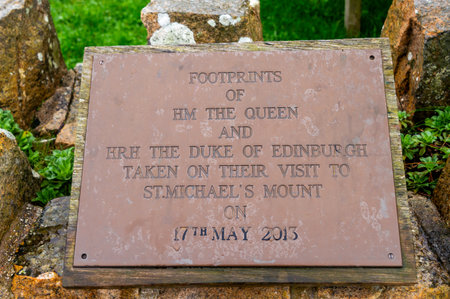 FOOTPRINTS
OF
HM THE QUEEN
AND
HRH THE DUKE OF EDINBURGH
TAKEN ON THEIR VISIT TO
ST.MICHAEL'S MOUNT
ON
17TH MAY 2013